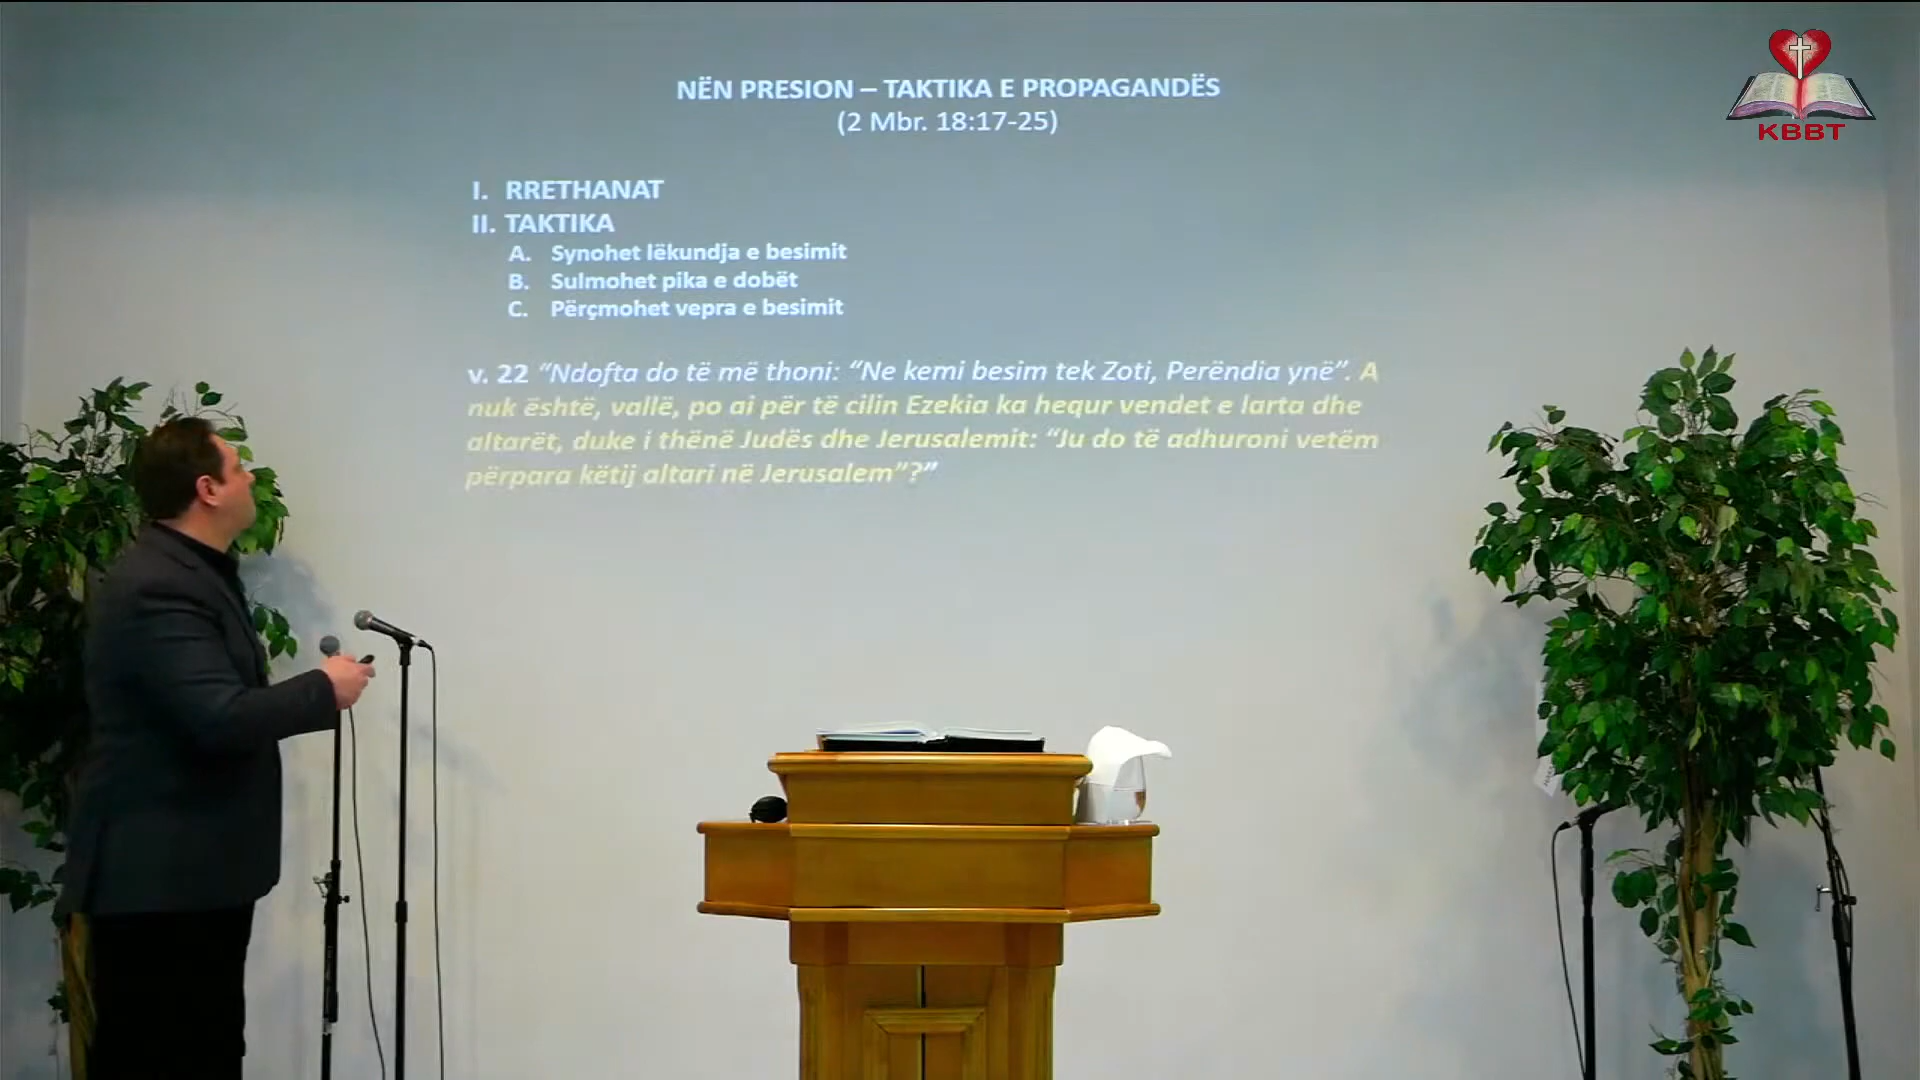 NËN PRESION – TAKTIKA E PROPAGANDËS
(2 Mbr. 18:17-25)
KBBT
I. RRETHANAT
II. TAKTIKA
A. Synohet lëkundja e besimit
B. Sulmohet pika e dobët
C. Përçmohet vepra e besimit
v. 22 “Ndofta do të më thoni: “Ne kemi besim tek Zoti, Perëndia ynë”. A
nuk është, vallë, po ai për të cilin Ezekia ka hequr vendet e larta dhe
altarët, duke i thënë Judës dhe Jerusalemit: “Ju do të adhuroni vetëm
përpara këtij altari në Jerusalem”?”